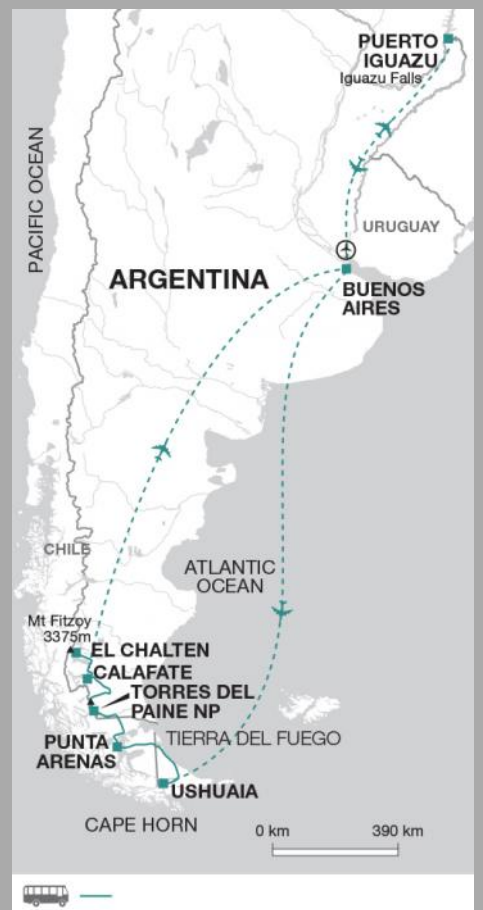 PUERTO
IGUAZU
Iguazu Falls
PACIFIC OCEAN
URUGUAY
ARGENTINA
BUENOS
AIRES
CHILE
ATLANTIC
OCEAN
Mt Fitzoy
3375m
EL CHALTEN
CALAFATE
TORRES DEL
PAINE NP
PUNTA
ARENAS
TIERRA DEL FUEGO
USHUAIA
CAPE HORN
0 km
390 km